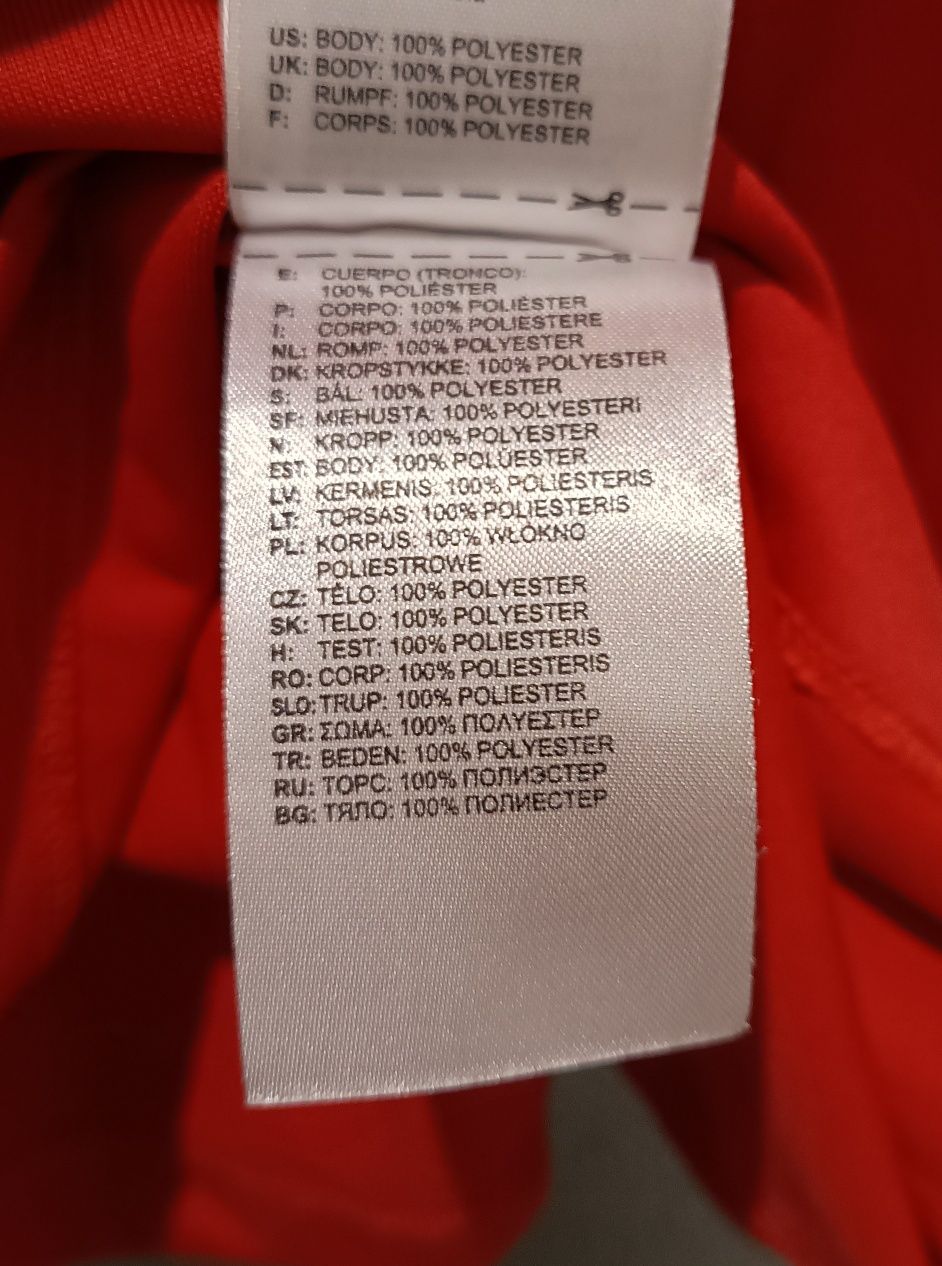 US: BODY: 100% POLYESTER
UK: BODY: 100% POLYESTER
D: RUMPF: 100% POLYESTER
F: CORPS: 100% POLYESTER
E: CUERPO (TRONCO):
100% POLIÉSTER
P: CORPO: 100% POLIÉSTER
I: CORPO: 100% POLIESTERE
NL: ROMP: 100% POLYESTER
DK: KROPSTYKKE: 100% POLYESTER
S: BÅL: 100% POLYESTER
SF: MIEHUSTA: 100% POLYESTERI
N: KROPP: 100% POLYESTER
EST: BODY: 100% POLÜESTER
LV: KERMENIS: 100% POLIESTERIS
LT: TORSAS: 100% POLIESTERIS
PL: KORPUS: 100% WŁOKNO
POLIESTROWE
CZ: TĚLO: 100% POLYESTER
SK: TELO: 100% POLYESTER
H: TEST: 100% POLIESTERIS
RO: CORP: 100% POLIESTERIS
SLO: TRUP: 100% POLIESTER
GR: ΣΩΜΑ: 100% ΠΟΛΥΕΣΤΕΡ
TR: BEDEN: 100% POLYESTER
RU: ТОРС: 100% ПОЛИЭСТЕР
BG: ТЯЛО: 100% ПОЛИЕСТЕР